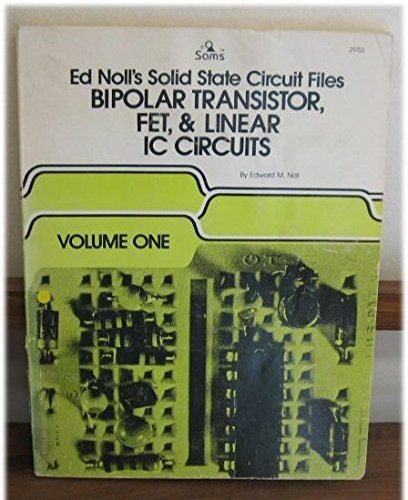 Sams
21753
Ed Noll's Solid State Circuit Files
BIPOLAR TRANSISTOR,
FET, & LINEAR
IC CIRCUITS
By Edward M. Noll
VOLUME ONE